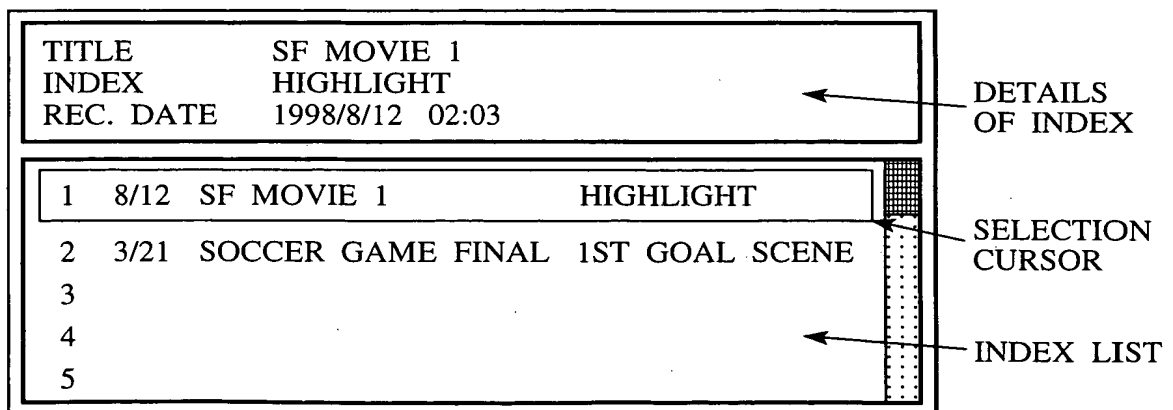 TITLE SF MOVIE 1
INDEX HIGHLIGHT
REC. DATE 1998/8/12 02:03
DETAILS
OF INDEX
1 8/12 SF MOVIE 1 HIGHLIGHT
2 3/21 SOCCER GAME FINAL 1ST GOAL SCENE
3
4
5
SELECTION
CURSOR
INDEX LIST